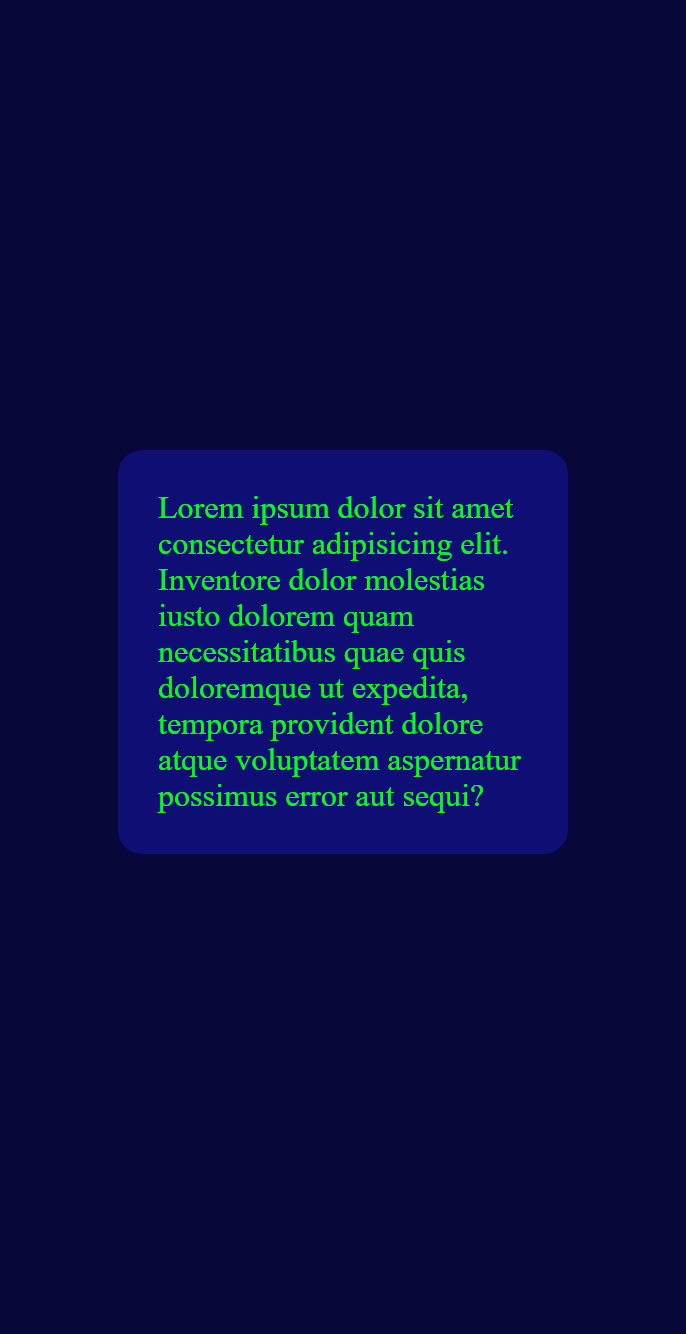 Lorem ipsum dolor sit amet
consectetur adipisicing elit.
Inventore dolor molestias
iusto dolorem quam
necessitatibus quae quis
doloremque ut expedita,
tempora provident dolore
atque voluptatem aspernatur
possimus error aut sequi?